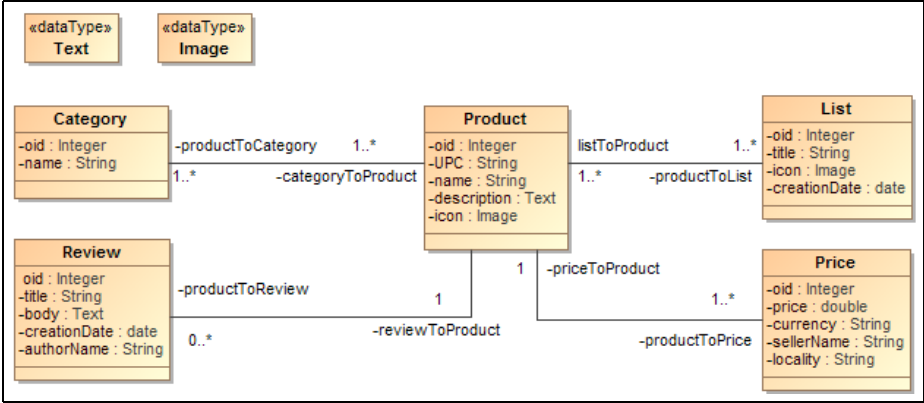 «dataType»
Text
«dataType»
Image
Category
-oid : Integer
-name : String
-productToCategory
1..*
1..*
-categoryToProduct
Product
-oid : Integer
-UPC : String
-name : String
-description : Text
-icon : Image
listToProduct
1..*
1..*
-productToList
List
-oid : Integer
-title : String
-icon : Image
-creationDate : date
Review
oid : Integer
-title : String
-body : Text
-creationDate : date
-authorName : String
-productToReview
1
0..*
-reviewToProduct
1
-priceToProduct
1..*
-productToPrice
Price
-oid : Integer
-price : double
-currency : String
-sellerName : String
-locality : String